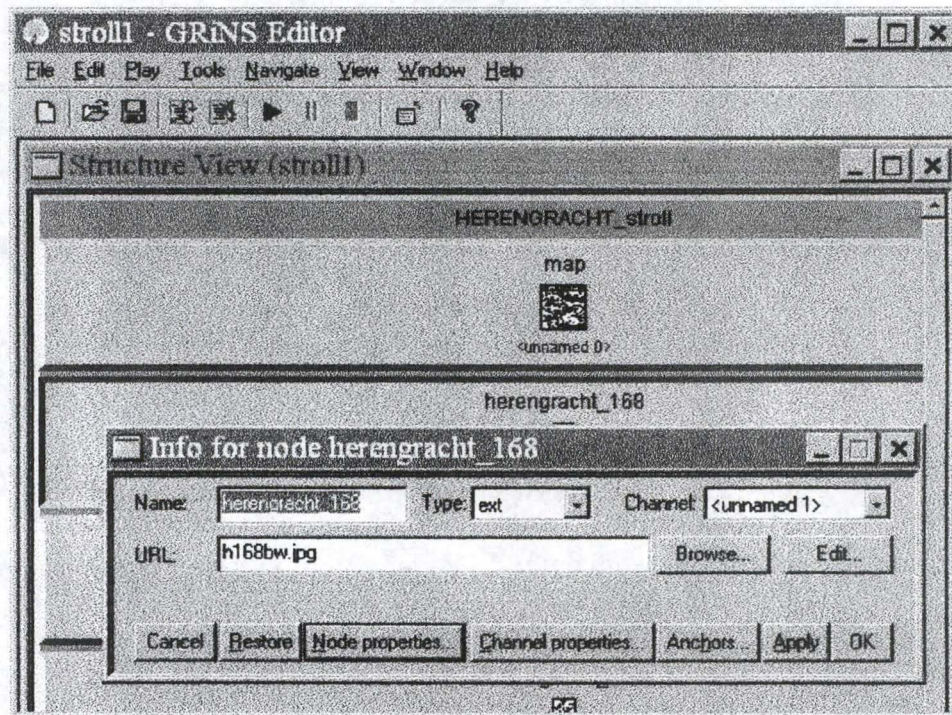 stroll1 - GRiNS Editor
File Edit Play Tools Navigate View Window Help
Structure View (stroll1)
HERENGRACHT_stroll
map
<unnamed 0>
herengracht_168
Info for node herengracht_168
Name: herengracht_168 Type: ext Channel: <unnamed 1>
URL: h168bw.jpg Browse... Edit...
Cancel Restore Node properties... Channel properties... Anchors... Apply OK